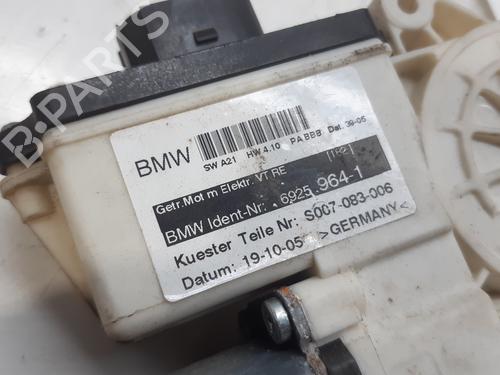 BMW
SW A21 HW 4.10 PA BBB Dat. 39-05
Getr.Mot m Elektr. VT RE
BMW Ident-Nr: 6925 964-1
Kuester Teile Nr: S007-083-006
Datum: 19-10-05 >GERMANY<
B-PARTS